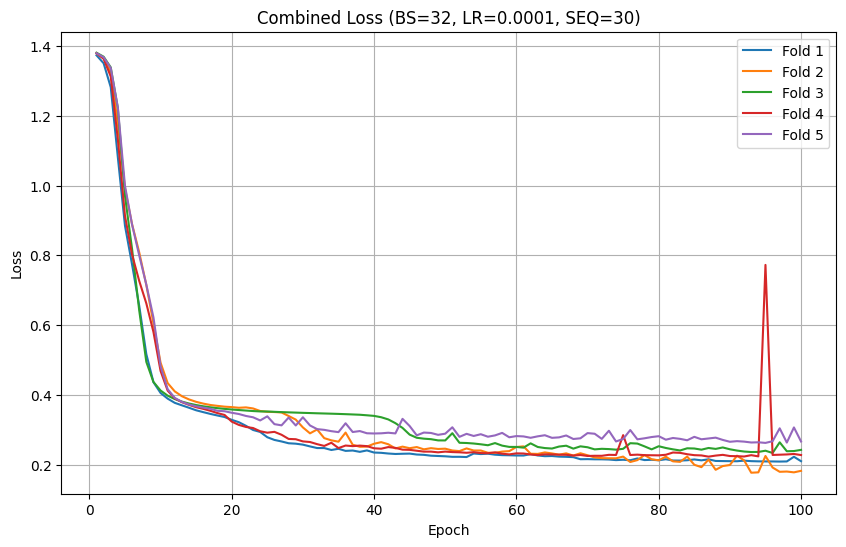 Combined Loss (BS=32, LR=0.0001, SEQ=30)
Fold 1
Fold 2
Fold 3
Fold 4
Fold 5
Loss
1.4
1.2
1.0
0.8
0.6
0.4
0.2
0 20 40 60 80 100
Epoch